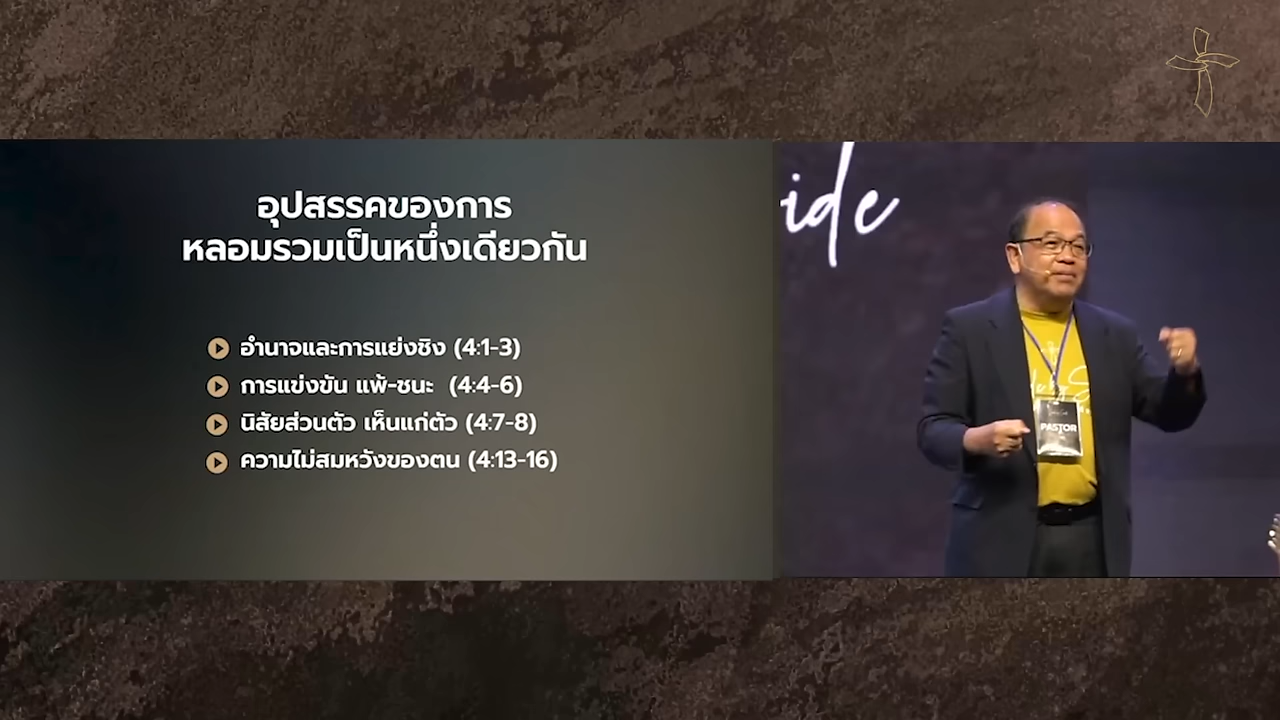 อุปสรรคของการ
หลอมรวมเป็นหนึ่งเดียวกัน
อำนาจและการแย่งชิง (4:1-3)
การแข่งขัน แพ้-ชนะ (4:4-6)
นิสัยส่วนตัว เห็นแก่ตัว (4:7-8)
ความไม่สมหวังของตน (4:13-16)
ide
PASTOR